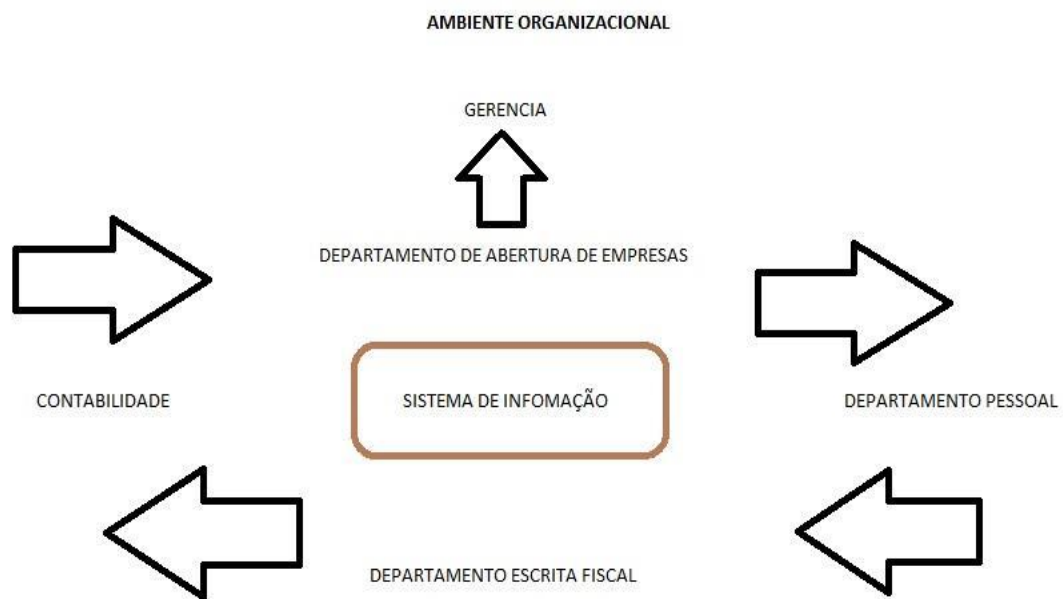 AMBIENTE ORGANIZACIONAL
GERENCIA
DEPARTAMENTO DE ABERTURA DE EMPRESAS
CONTABILIDADE
SISTEMA DE INFOMAÇÃO
DEPARTAMENTO PESSOAL
DEPARTAMENTO ESCRITA FISCAL